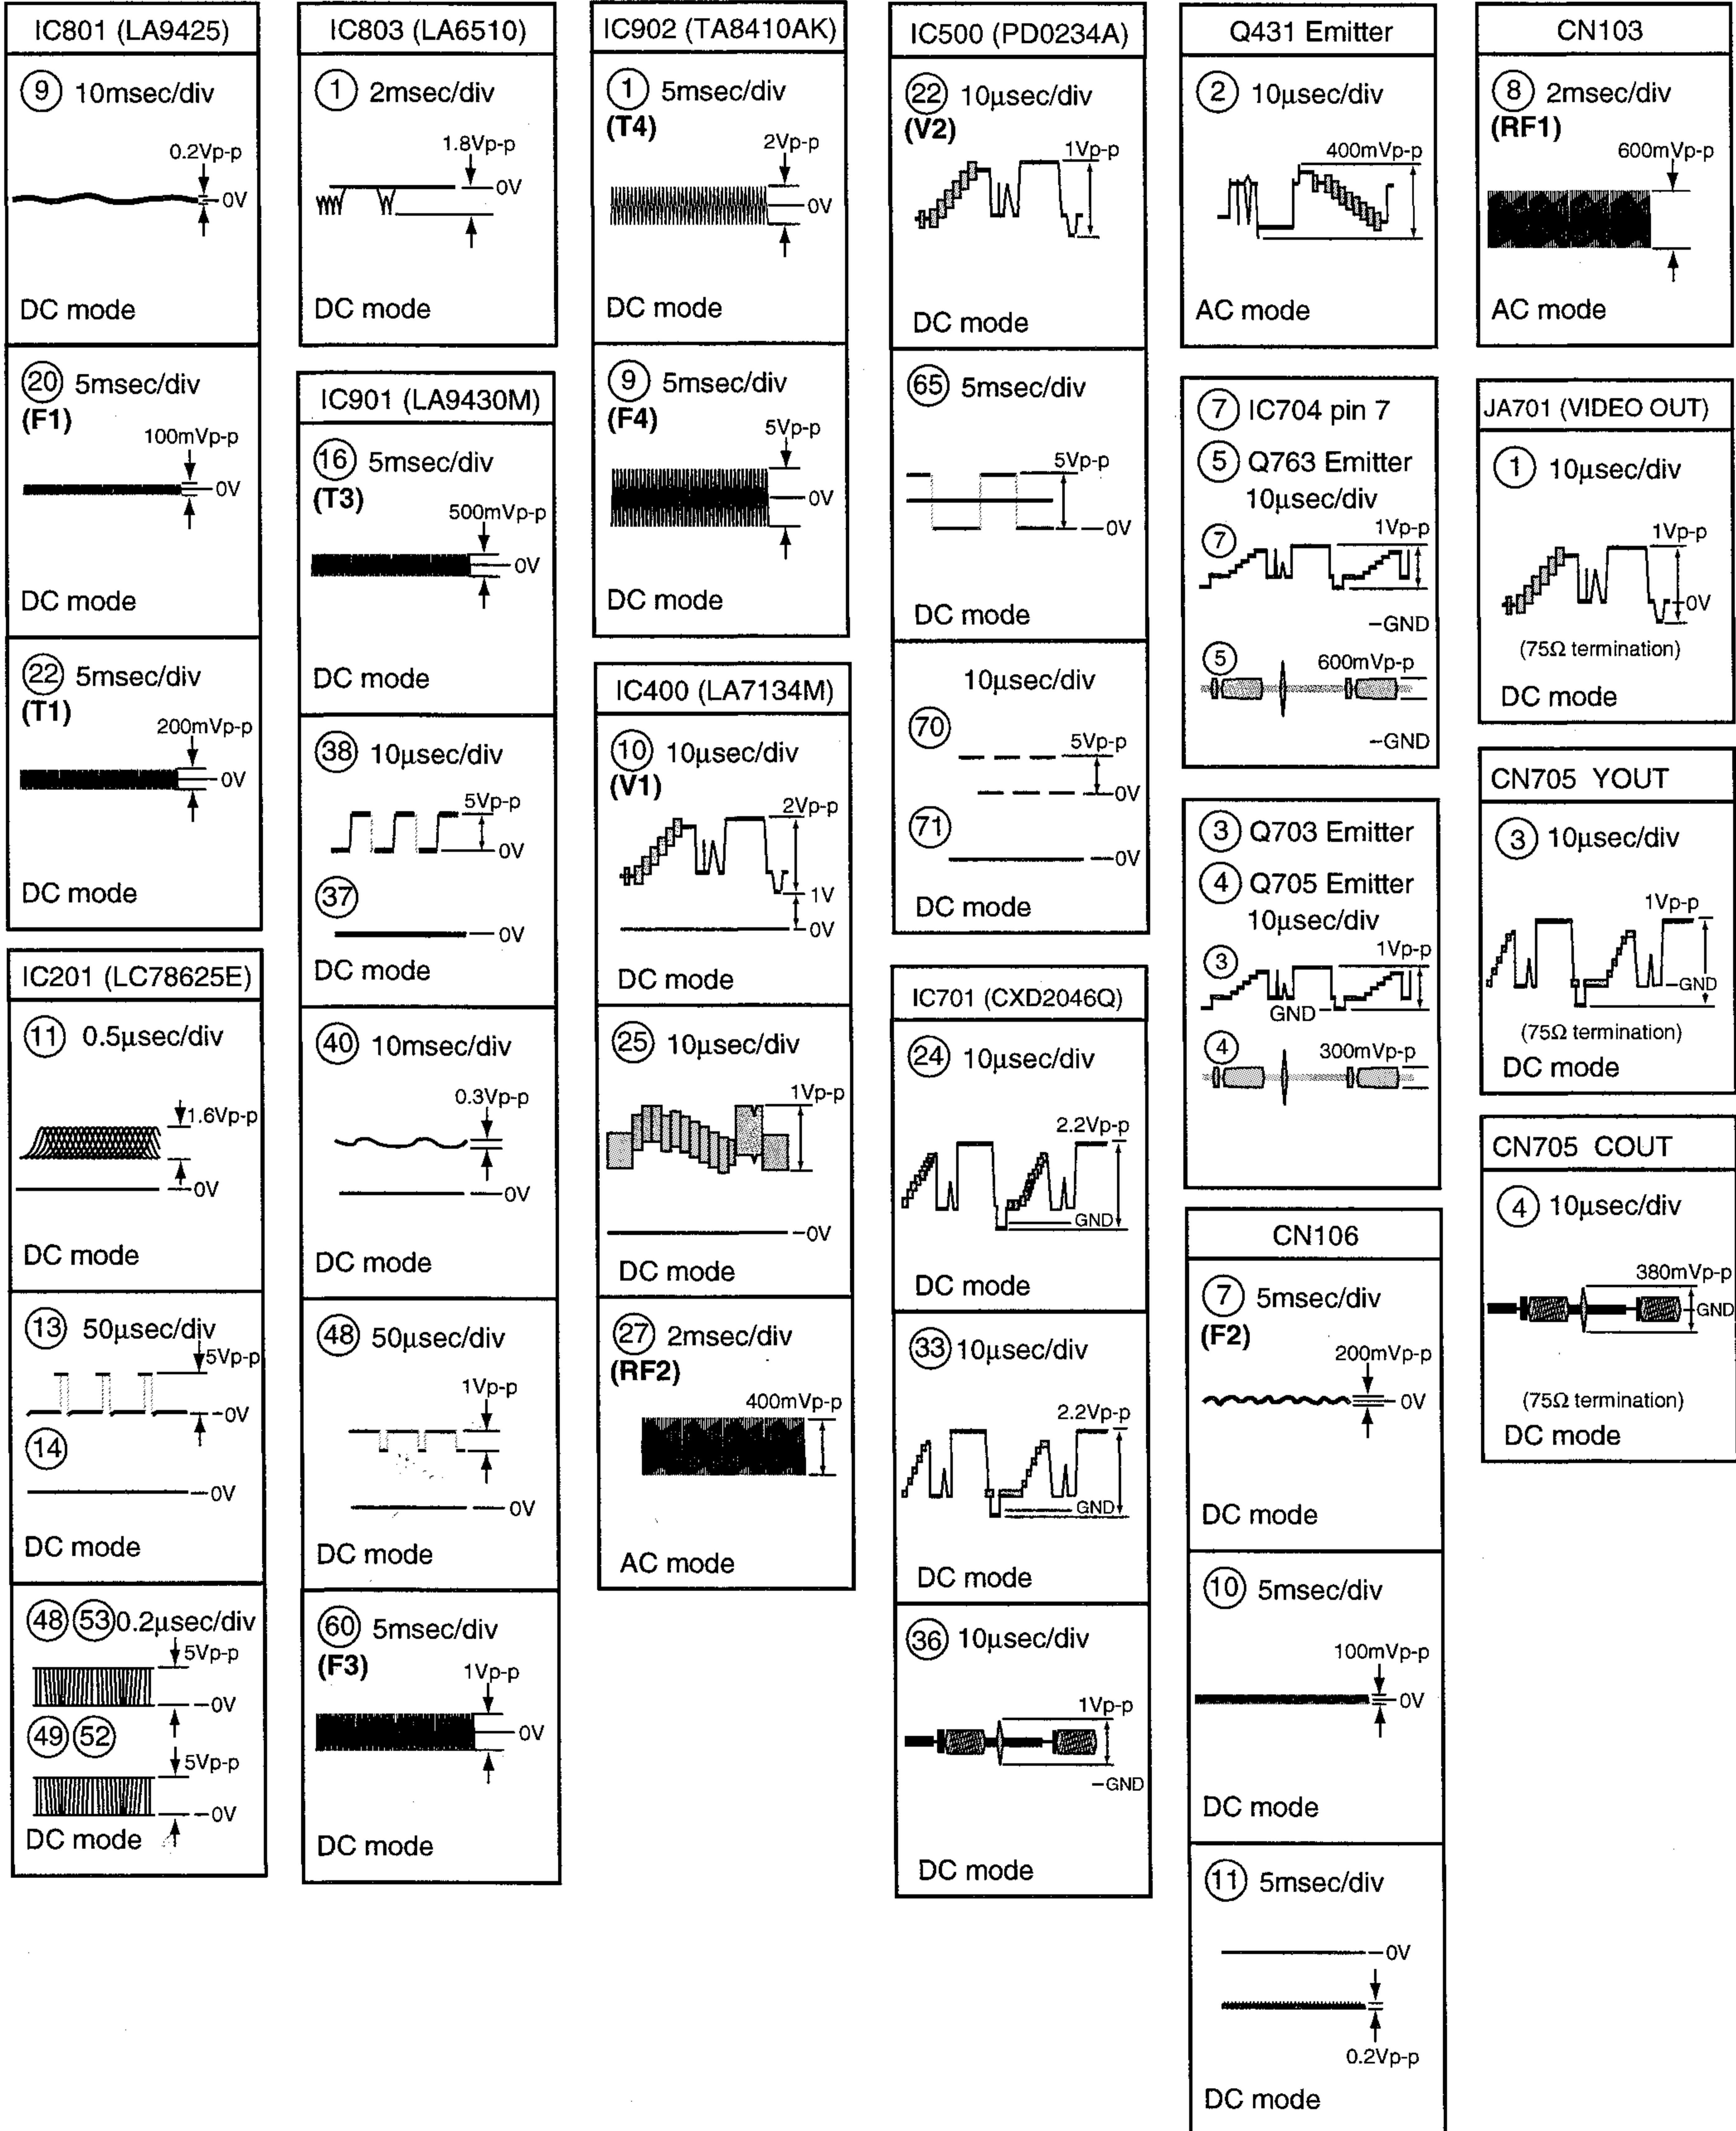 IC801 (LA9425)
9 10msec/div
0.2Vp-p
0V
DC mode
20 5msec/div
(F1)
100mVp-p
0V
DC mode
22 5msec/div
(T1)
200mVp-p
0V
DC mode
IC201 (LC78625E)
11 0.5μsec/div
1.6Vp-p
0V
DC mode
13 50μsec/div
5Vp-p
0V
14
0V
DC mode
48 53 0.2μsec/div
5Vp-p
0V
49 52
5Vp-p
0V
DC mode
IC803 (LA6510)
1 2msec/div
1.8Vp-p
0V
DC mode
IC901 (LA9430M)
16 5msec/div
(T3)
500mVp-p
0V
DC mode
38 10μsec/div
5Vp-p
0V
37
0V
DC mode
40 10msec/div
0.3Vp-p
0V
DC mode
48 50μsec/div
1Vp-p
0V
DC mode
60 5msec/div
(F3)
1Vp-p
0V
DC mode
IC902 (TA8410AK)
1 5msec/div
(T4)
2Vp-p
0V
DC mode
9 5msec/div
(F4)
5Vp-p
0V
DC mode
IC400 (LA7134M)
10 10μsec/div
(V1)
2Vp-p
1V
0V
DC mode
25 10μsec/div
1Vp-p
0V
DC mode
27 2msec/div
(RF2)
400mVp-p
AC mode
IC500 (PD0234A)
22 10μsec/div
(V2)
1Vp-p
DC mode
65 5msec/div
5Vp-p
0V
DC mode
10μsec/div
70
5Vp-p
0V
71
0V
DC mode
IC701 (CXD2046Q)
24 10μsec/div
2.2Vp-p
GND
DC mode
33 10μsec/div
2.2Vp-p
GND
DC mode
36 10μsec/div
1Vp-p
GND
DC mode
Q431 Emitter
2 10μsec/div
400mVp-p
AC mode
7 IC704 pin 7
5 Q763 Emitter
10μsec/div
1Vp-p
7
GND
5 600mVp-p
GND
3 Q703 Emitter
4 Q705 Emitter
10μsec/div
1Vp-p
3
GND
4 300mVp-p
CN106
7 5msec/div
(F2)
200mVp-p
0V
DC mode
10 5msec/div
100mVp-p
0V
DC mode
11 5msec/div
0V
0.2Vp-p
DC mode
CN103
8 2msec/div
(RF1)
600mVp-p
AC mode
JA701 (VIDEO OUT)
1 10μsec/div
1Vp-p
0V
(75Ω termination)
DC mode
CN705 YOUT
3 10μsec/div
1Vp-p
GND
(75Ω termination)
DC mode
CN705 COUT
4 10μsec/div
380mVp-p
GND
(75Ω termination)
DC mode